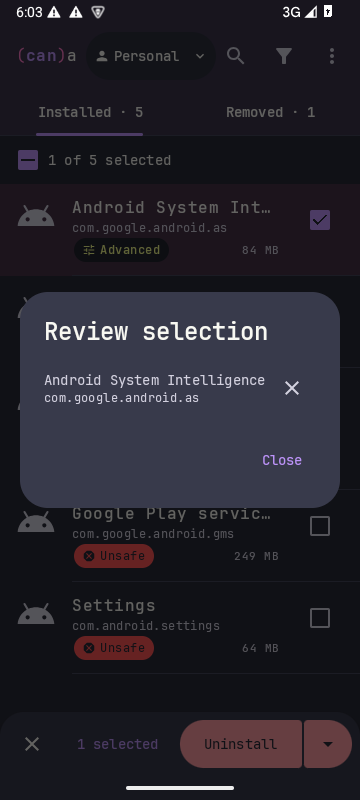 6:03
3G
(can)a
Personal
Installed · 5
Removed · 1
1 of 5 selected
Android System Int…
com.google.android.as
Advanced
84 MB
Review selection
Android System Intelligence
com.google.android.as
Close
Google Play servic…
com.google.android.gms
Unsafe
249 MB
Settings
com.android.settings
Unsafe
64 MB
1 selected
Uninstall